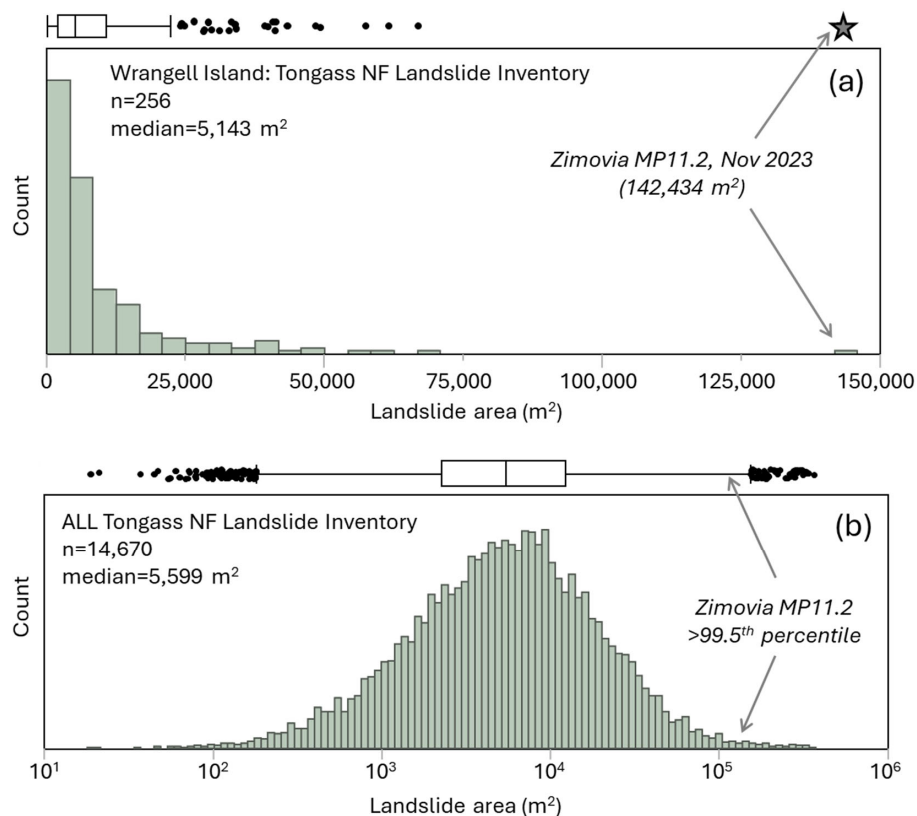 Wrangell Island: Tongass NF Landslide Inventory
n=256
median=5,143 m²
(a)
Zimovia MP11.2, Nov 2023
(142,434 m²)
Count
0 25,000 50,000 75,000 100,000 125,000 150,000
Landslide area (m²)
ALL Tongass NF Landslide Inventory
n=14,670
median=5,599 m²
(b)
Zimovia MP11.2
>99.5ᵗʰ percentile
Count
10¹ 10² 10³ 10⁴ 10⁵ 10⁶
Landslide area (m²)